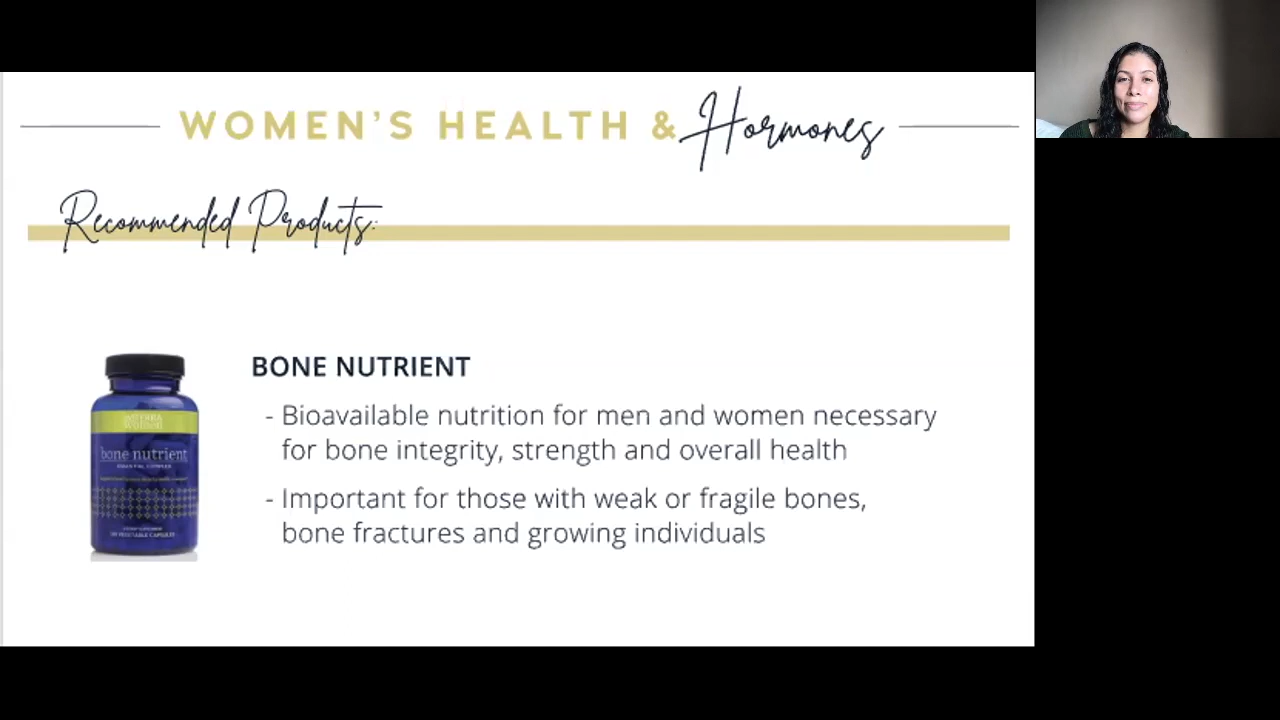 WOMEN'S HEALTH & Hormones
Recommended Products:
BONE NUTRIENT
- Bioavailable nutrition for men and women necessary
for bone integrity, strength and overall health
- Important for those with weak or fragile bones,
bone fractures and growing individuals
bone nutrient